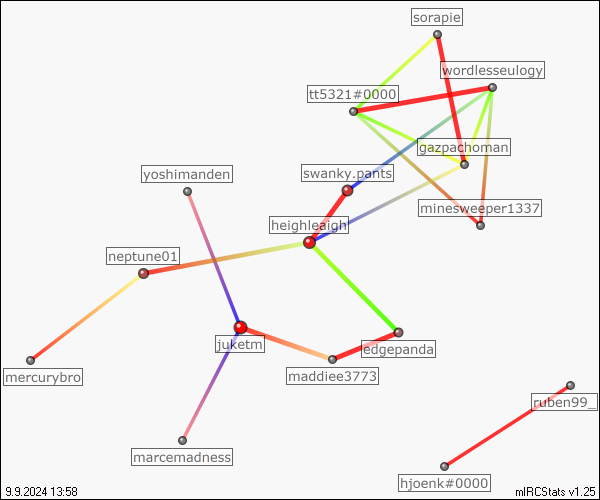 sorapie
wordlesseulogy
tt5321#0000
gazpachoman
yoshimanden
swanky.pants
minesweeper1337
heighleaigh
neptune01
juketm
edgepanda
mercurybro
maddiee3773
ruben99_
marcemadness
hjoenk#0000
9.9.2024 13:58
mIRCStats v1.25